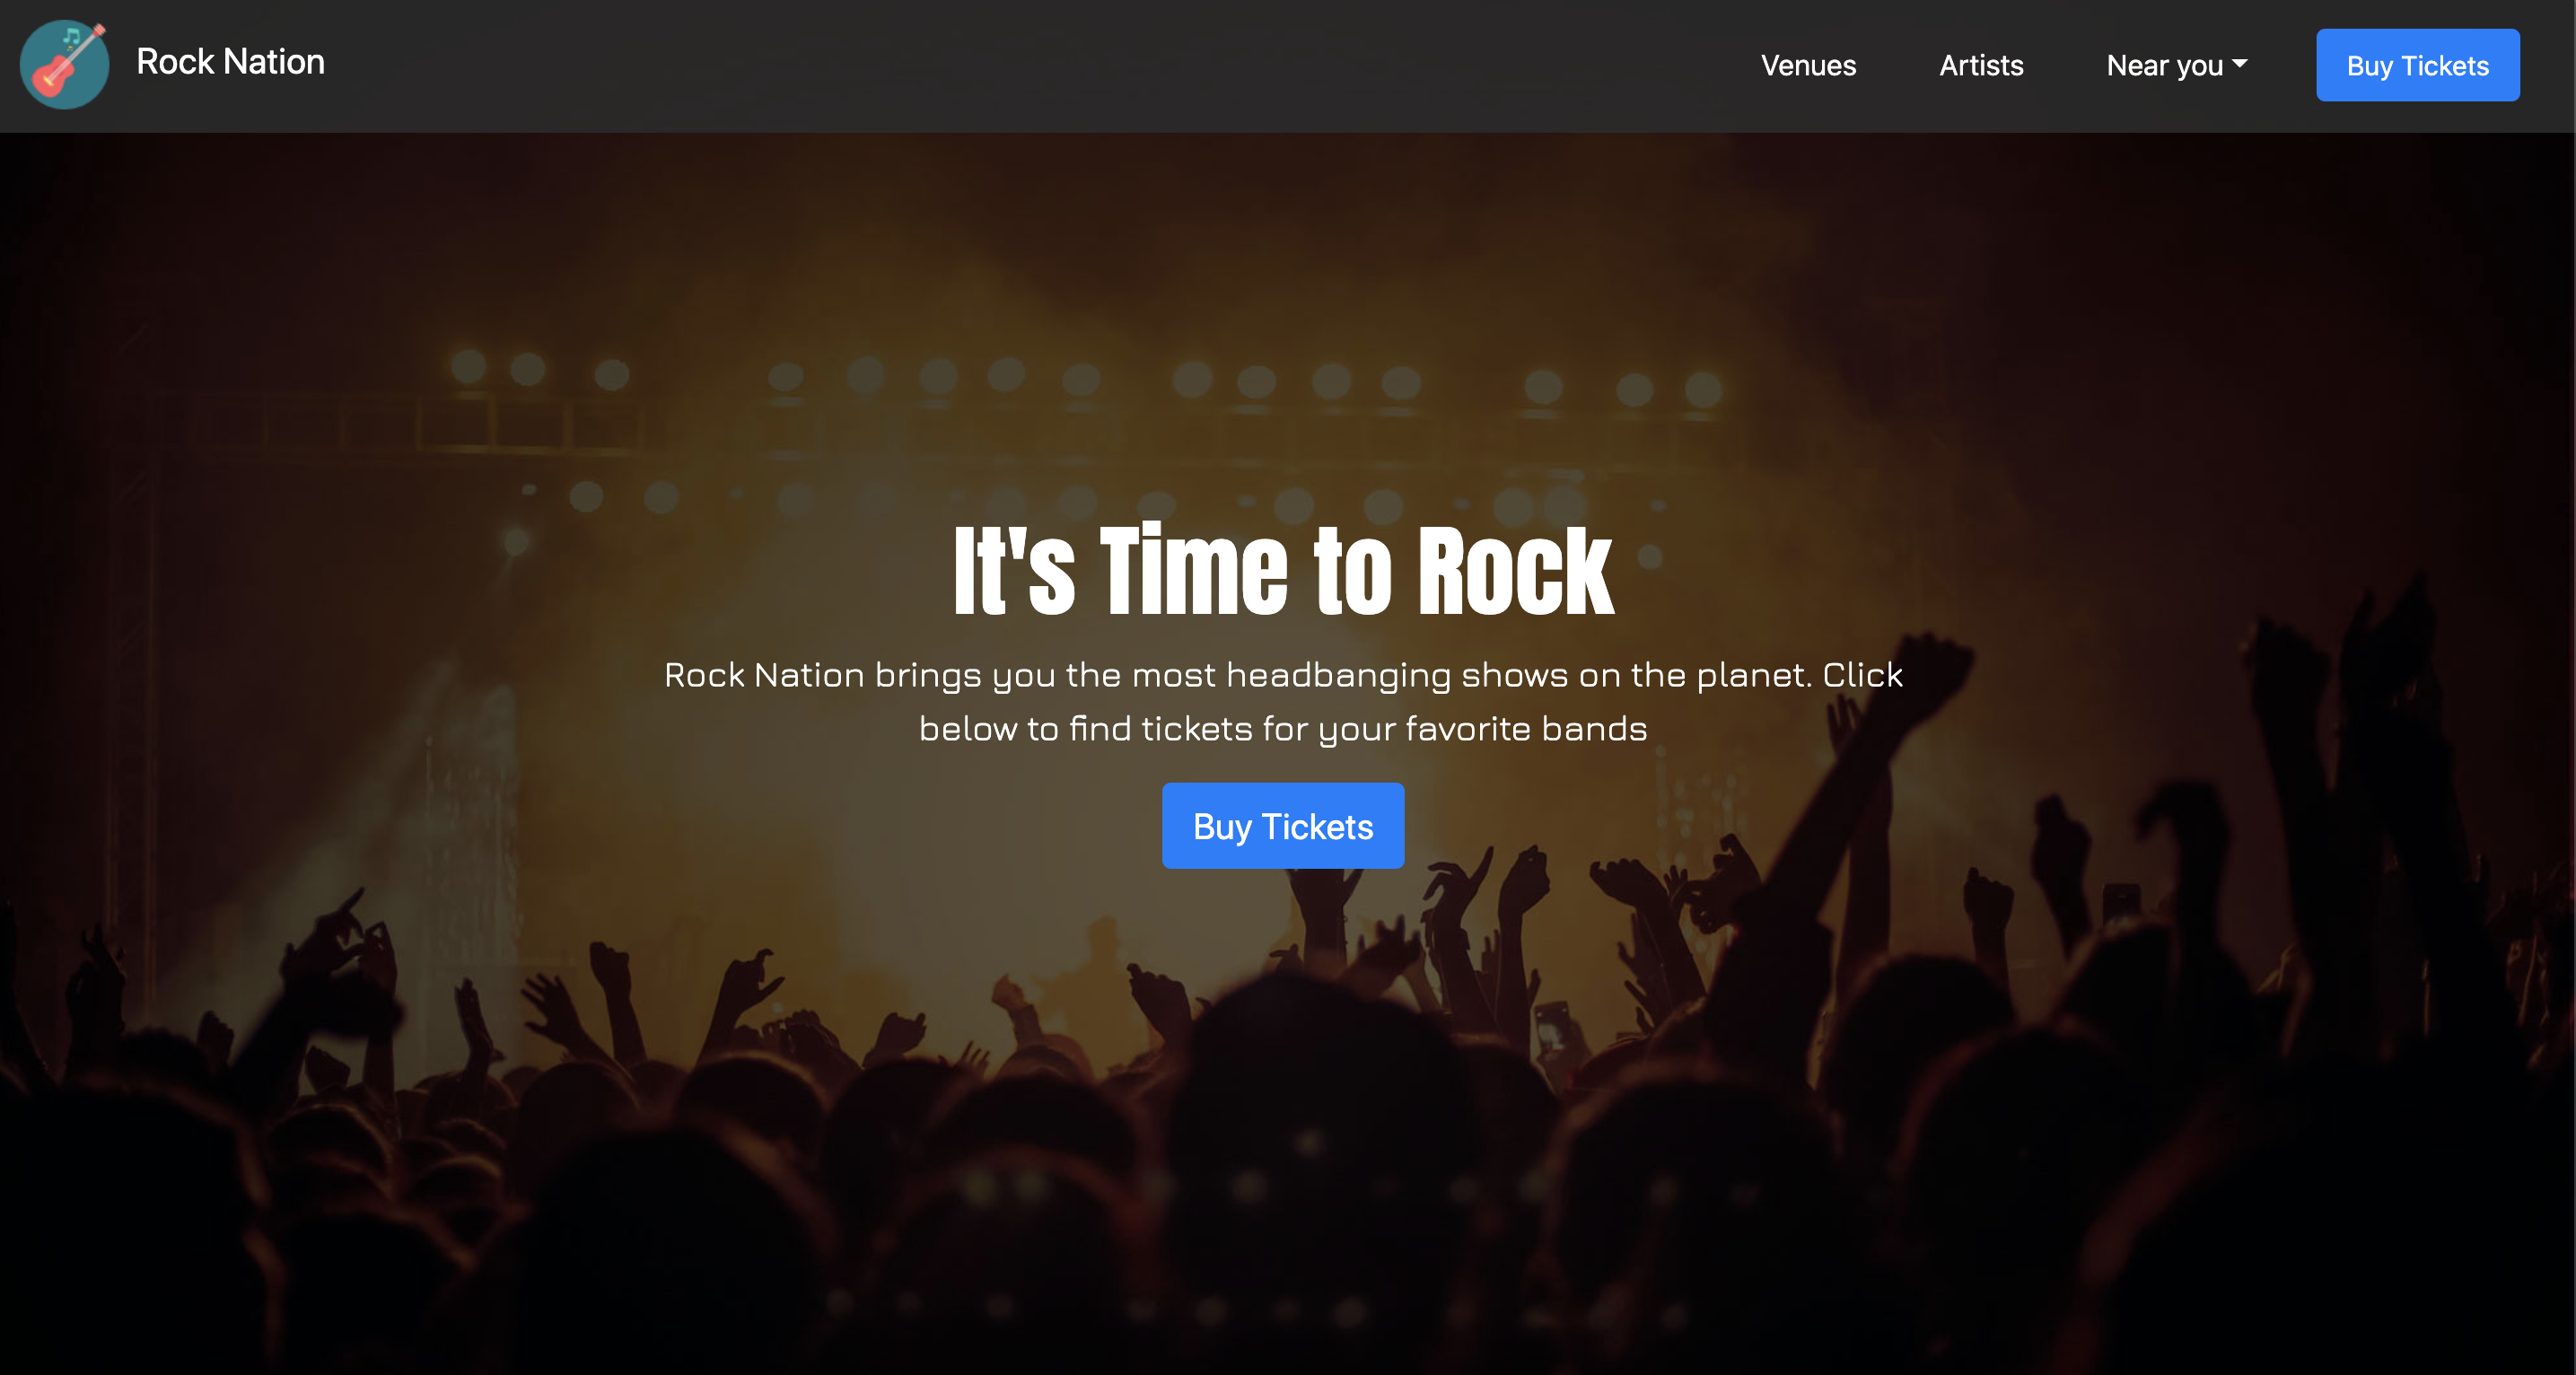 Rock Nation
Venues
Artists
Near you
Buy Tickets
It's Time to Rock
Rock Nation brings you the most headbanging shows on the planet. Click
below to find tickets for your favorite bands
Buy Tickets